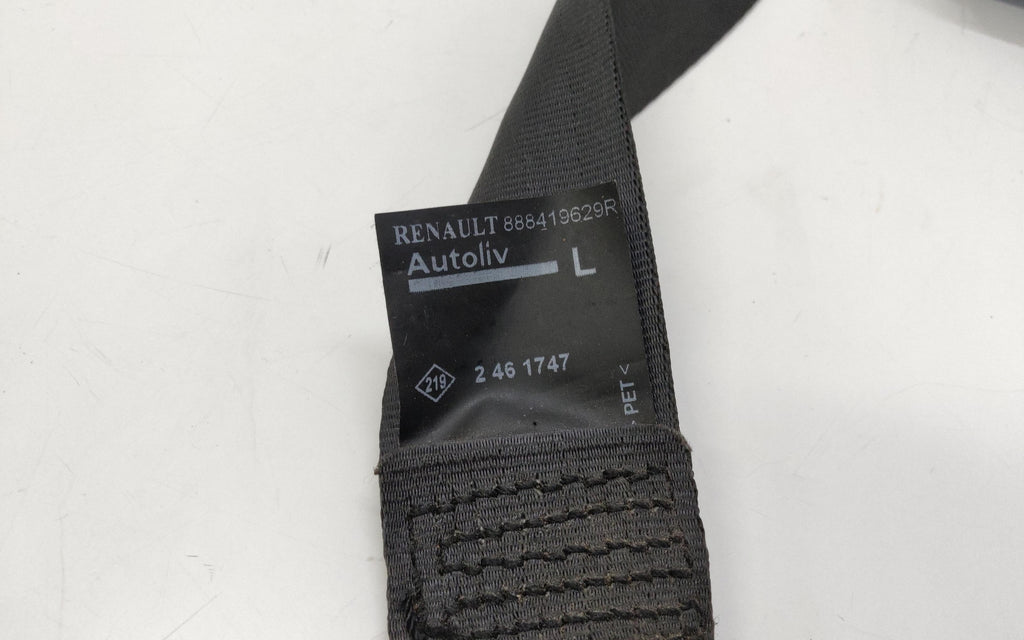 RENAULT 888419629R
Autoliv L
219 2 46 1747
PET <